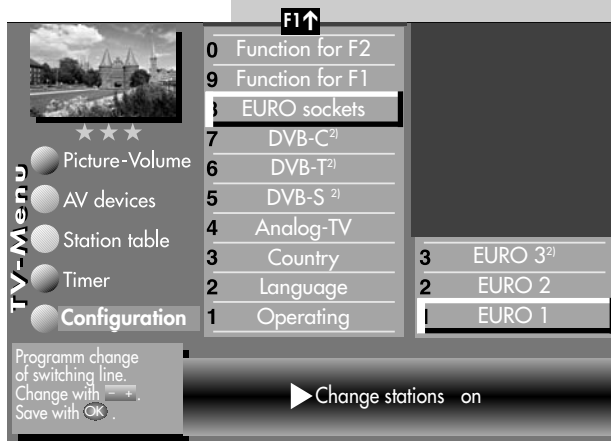 F1↑
0 Function for F2
9 Function for F1
8 EURO sockets
7 DVB-C2)
6 DVB-T2)
5 DVB-S 2)
4 Analog-TV
3 Country
2 Language
1 Operating
TV-Menu
Picture-Volume
AV devices
Station table
Timer
Configuration
3 EURO 32)
2 EURO 2
1 EURO 1
Programm change
of switching line.
Change with − +.
Save with OK .
Change stations on